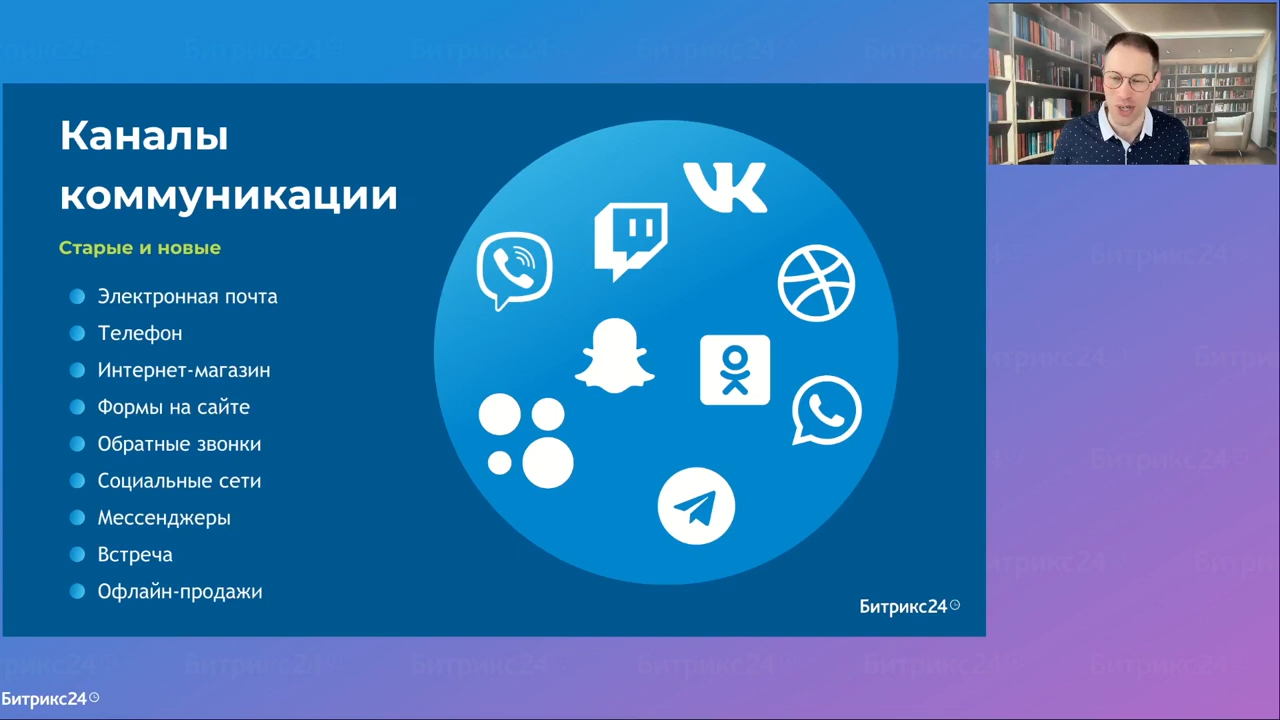 Каналы
коммуникации
Старые и новые
Электронная почта
Телефон
Интернет-магазин
Формы на сайте
Обратные звонки
Социальные сети
Мессенджеры
Встреча
Офлайн-продажи
Битрикс24
Битрикс24